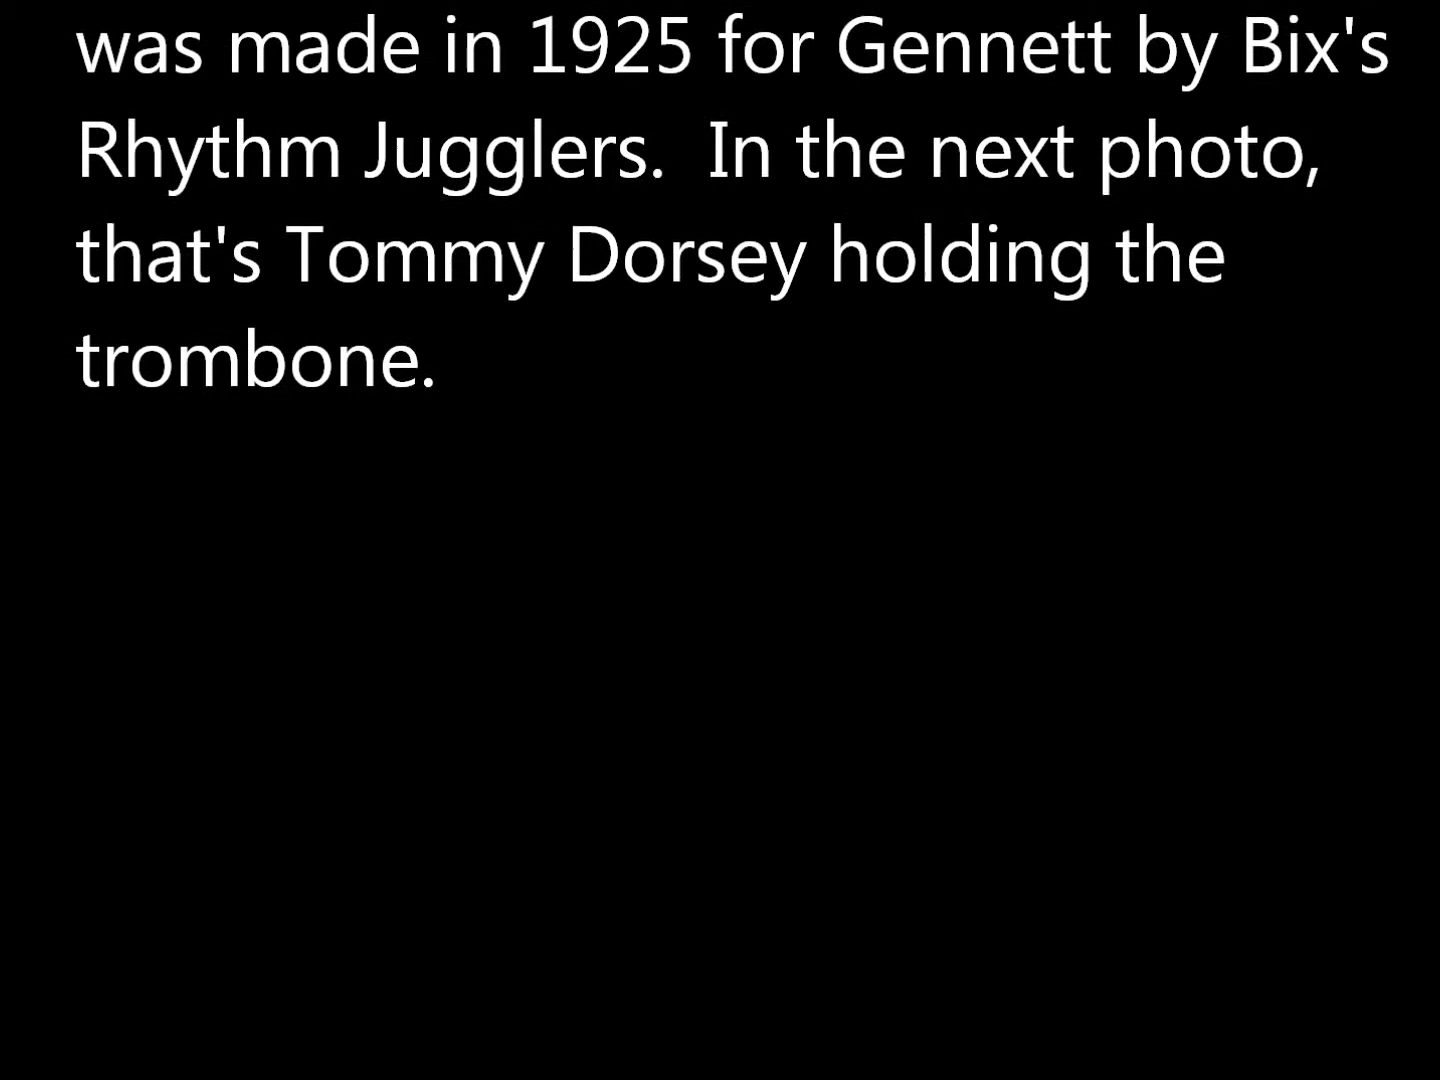 was made in 1925 for Gennett by Bix's
Rhythm Jugglers.  In the next photo,
that's Tommy Dorsey holding the
trombone.